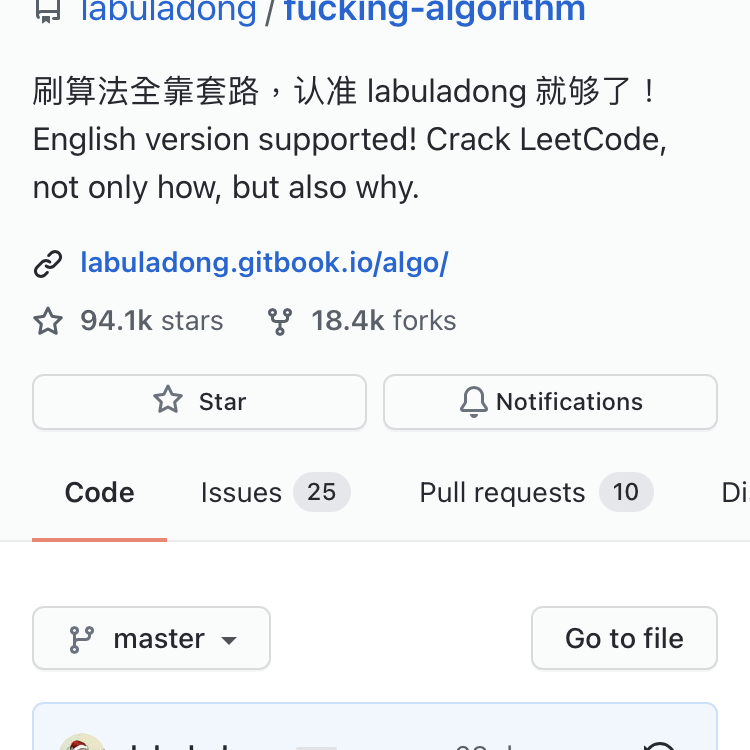 labuladong / fucking-algorithm
刷算法全靠套路，认准 labuladong 就够了！
English version supported! Crack LeetCode,
not only how, but also why.
labuladong.gitbook.io/algo/
94.1k stars 18.4k forks
Star Notifications
Code Issues 25 Pull requests 10
master Go to file